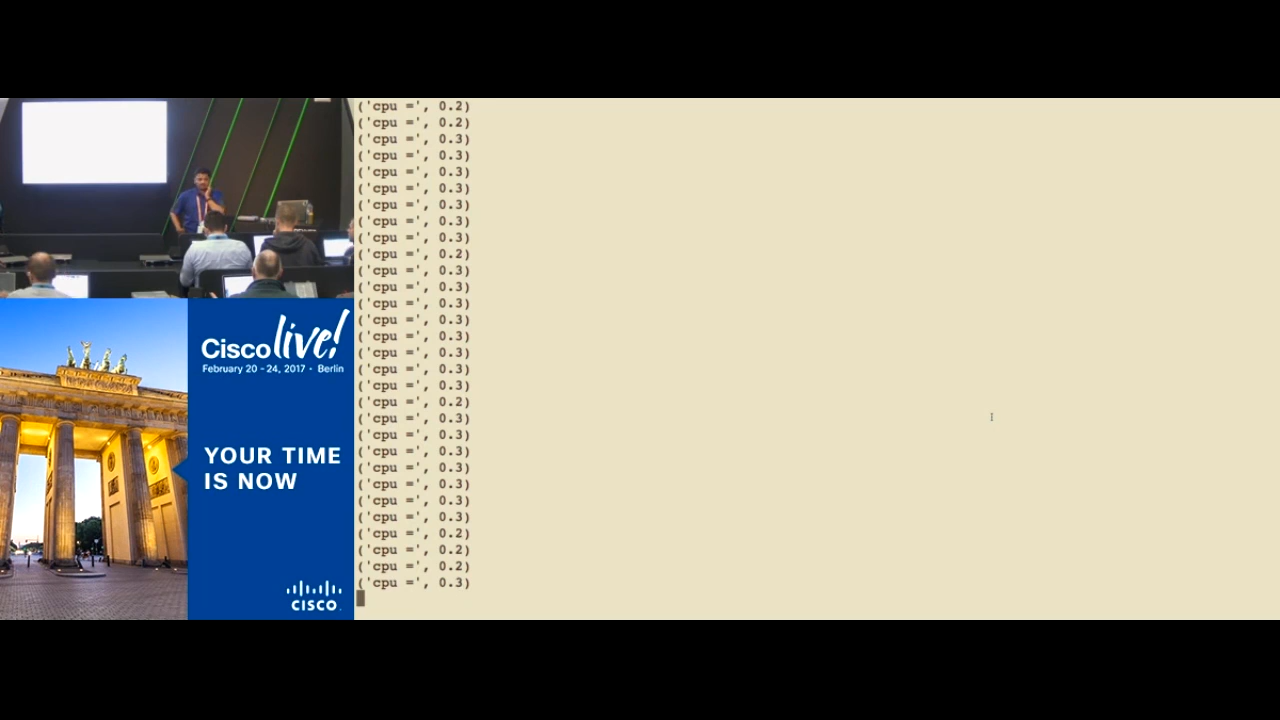 Cisco live!
February 20 - 24, 2017 • Berlin
YOUR TIME
IS NOW
CISCO
('cpu =', 0.2)
('cpu =', 0.2)
('cpu =', 0.3)
('cpu =', 0.3)
('cpu =', 0.3)
('cpu =', 0.3)
('cpu =', 0.3)
('cpu =', 0.3)
('cpu =', 0.3)
('cpu =', 0.2)
('cpu =', 0.3)
('cpu =', 0.3)
('cpu =', 0.3)
('cpu =', 0.3)
('cpu =', 0.3)
('cpu =', 0.3)
('cpu =', 0.3)
('cpu =', 0.3)
('cpu =', 0.2)
('cpu =', 0.3)
('cpu =', 0.3)
('cpu =', 0.3)
('cpu =', 0.3)
('cpu =', 0.3)
('cpu =', 0.3)
('cpu =', 0.3)
('cpu =', 0.2)
('cpu =', 0.2)
('cpu =', 0.2)
('cpu =', 0.3)